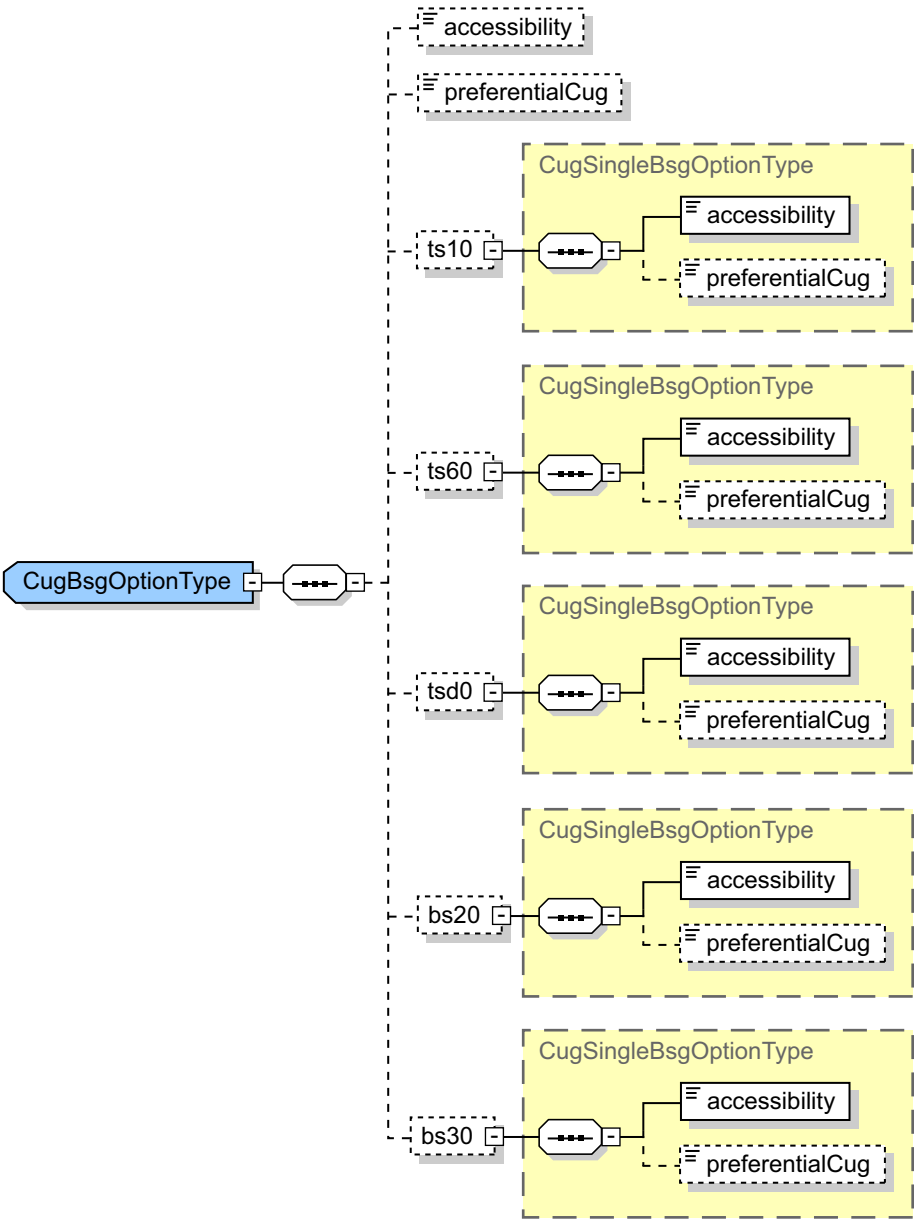 accessibility
preferentialCug
CugSingleBsgOptionType
accessibility
ts10
preferentialCug
CugSingleBsgOptionType
accessibility
ts60
preferentialCug
CugBsgOptionType
CugSingleBsgOptionType
accessibility
tsd0
preferentialCug
CugSingleBsgOptionType
accessibility
bs20
preferentialCug
CugSingleBsgOptionType
accessibility
bs30
preferentialCug